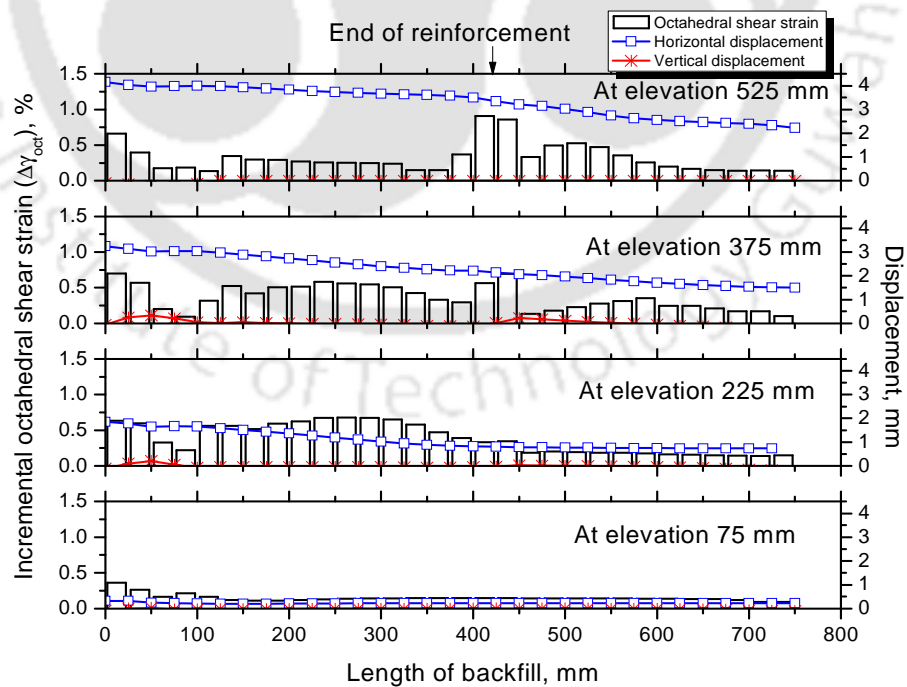 End of reinforcement
Octahedral shear strain
Horizontal displacement
Vertical displacement
1.5
1.0
0.5
0.0
At elevation 525 mm
4
3
2
1
0
1.5
1.0
0.5
0.0
At elevation 375 mm
4
3
2
1
0
1.5
1.0
0.5
0.0
At elevation 225 mm
4
3
2
1
0
1.5
1.0
0.5
0.0
At elevation 75 mm
4
3
2
1
0
0 100 200 300 400 500 600 700 800
Length of backfill, mm
Incremental octahedral shear strain (Δγoct), %
Displacement, mm
Institute of Technology Guwah